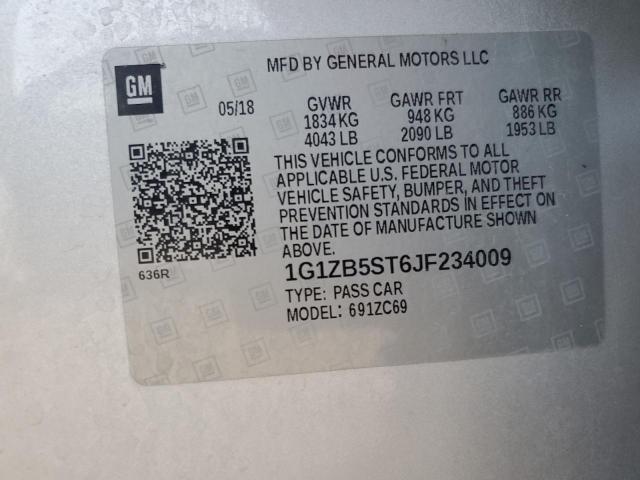 GM
MFD BY GENERAL MOTORS LLC
05/18 GVWR GAWR FRT GAWR RR
1834 KG 948 KG 886 KG
4043 LB 2090 LB 1953 LB
THIS VEHICLE CONFORMS TO ALL
APPLICABLE U.S. FEDERAL MOTOR
VEHICLE SAFETY, BUMPER, AND THEFT
PREVENTION STANDARDS IN EFFECT ON
THE DATE OF MANUFACTURE SHOWN
ABOVE.
636R
1G1ZB5ST6JF234009
TYPE: PASS CAR
MODEL: 691ZC69